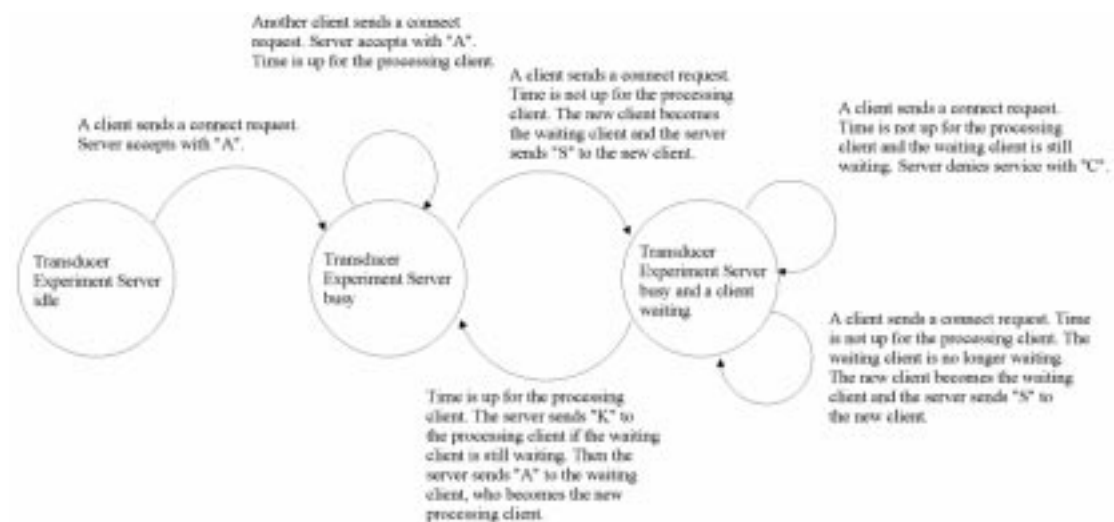 Another client sends a connect
request. Server accepts with "A".
Time is up for the processing client.
A client sends a connect request.
Time is not up for the processing
client. The new client becomes
the waiting client and the server
sends "S" to the new client.
A client sends a connect request.
Time is not up for the processing
client and the waiting client is still
waiting. Server denies service with "C".
A client sends a connect request.
Server accepts with "A".
Transducer
Experiment Server
idle
Transducer
Experiment Server
busy
Transducer
Experiment Server
busy and a client
waiting
A client sends a connect request. Time
is not up for the processing client. The
waiting client is no longer waiting.
The new client becomes the waiting
client and the server sends "S" to
the new client.
Time is up for the processing
client. The server sends "K" to
the processing client if the waiting
client is still waiting. Then the
server sends "A" to the waiting
client, who becomes the new
processing client.